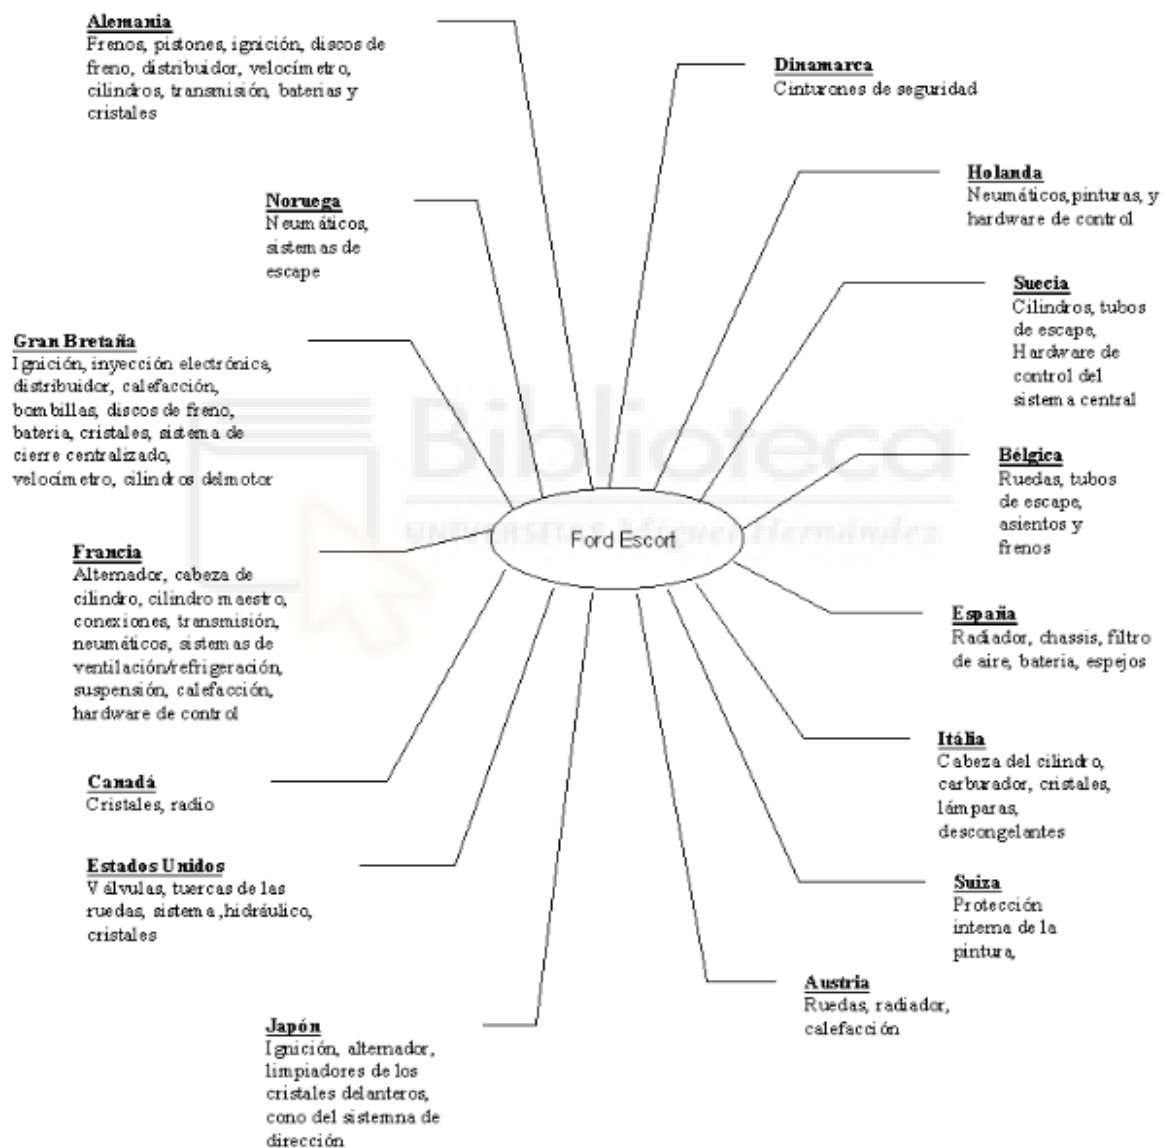 Alemania
Frenos, pistones, ignición, discos de
freno, distribuidor, velocímetro,
cilindros, transmisión, baterias y
cristales
Dinamarca
Cinturones de seguridad
Holanda
Neumáticos,pinturas, y
hardware de control
Noruega
Neumáticos,
sistemas de
escape
Suecia
Cilindros, tubos
de escape,
Hardware de
control del
sistema central
Gran Bretaña
Ignición, inyección electrónica,
distribuidor, calefacción,
bombillas, discos de freno,
bateria, cristales, sistema de
cierre centralizado,
velocímetro, cilindros delmotor
Bélgica
Ruedas, tubos
de escape,
asientos y
frenos
Biblioteca
UNIVERSITAS Miguel Hernández
Ford Escort
Francia
Alternador, cabeza de
cilindro, cilindro maestro,
conexiones, transmisión,
neumáticos, sistemas de
ventilación/refrigeración,
suspensión, calefacción,
hardware de control
España
Radiador, chassis, filtro
de aire, bateria, espejos
Itália
Cabeza del cilindro,
carburador, cristales,
lámparas,
descongelantes
Canadá
Cristales, radio
Estados Unidos
Válvulas, tuercas de las
ruedas, sistema ,hidráulico,
cristales
Suiza
Protección
interna de la
pintura,
Austria
Ruedas, radiador,
calefacción
Japón
Ignición, alternador,
limpiadores de los
cristales delanteros,
cono del sistemna de
dirección